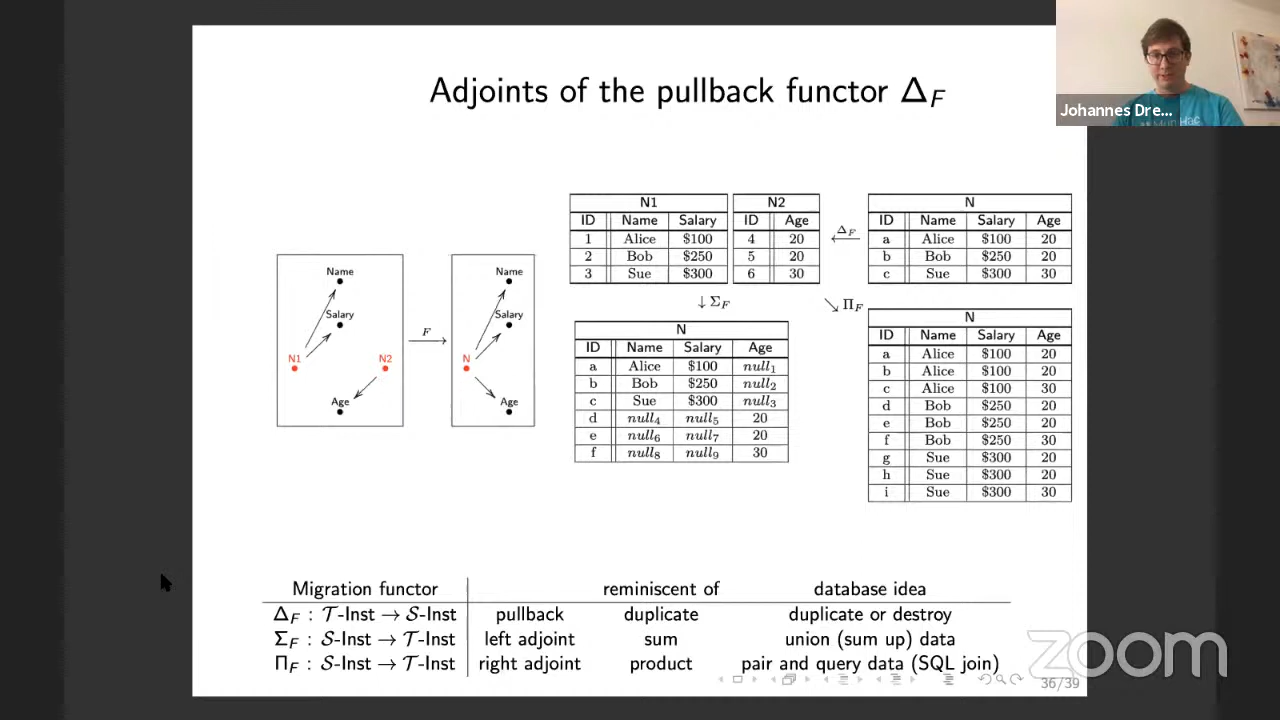 Adjoints of the pullback functor Δ_F
Johannes Dre...
Name
Salary
N1
N2
Age
F
Name
Salary
N
Age
N1
ID Name Salary
1 Alice $100
2 Bob $250
3 Sue $300
N2
ID Age
4 20
5 20
6 30
Δ_F
←
N
ID Name Salary Age
a Alice $100 20
b Bob $250 20
c Sue $300 30
↓ Σ_F
↘ Π_F
N
ID Name Salary Age
a Alice $100 null₁
b Bob $250 null₂
c Sue $300 null₃
d null₄ null₅ 20
e null₆ null₇ 20
f null₈ null₉ 30
N
ID Name Salary Age
a Alice $100 20
b Alice $100 20
c Alice $100 30
d Bob $250 20
e Bob $250 20
f Bob $250 30
g Sue $300 20
h Sue $300 20
i Sue $300 30
Migration functor reminiscent of database idea
Δ_F : 𝒯-Inst → 𝒮-Inst pullback duplicate duplicate or destroy
Σ_F : 𝒮-Inst → 𝒯-Inst left adjoint sum union (sum up) data
Π_F : 𝒮-Inst → 𝒯-Inst right adjoint product pair and query data (SQL join)
zoom
36/39